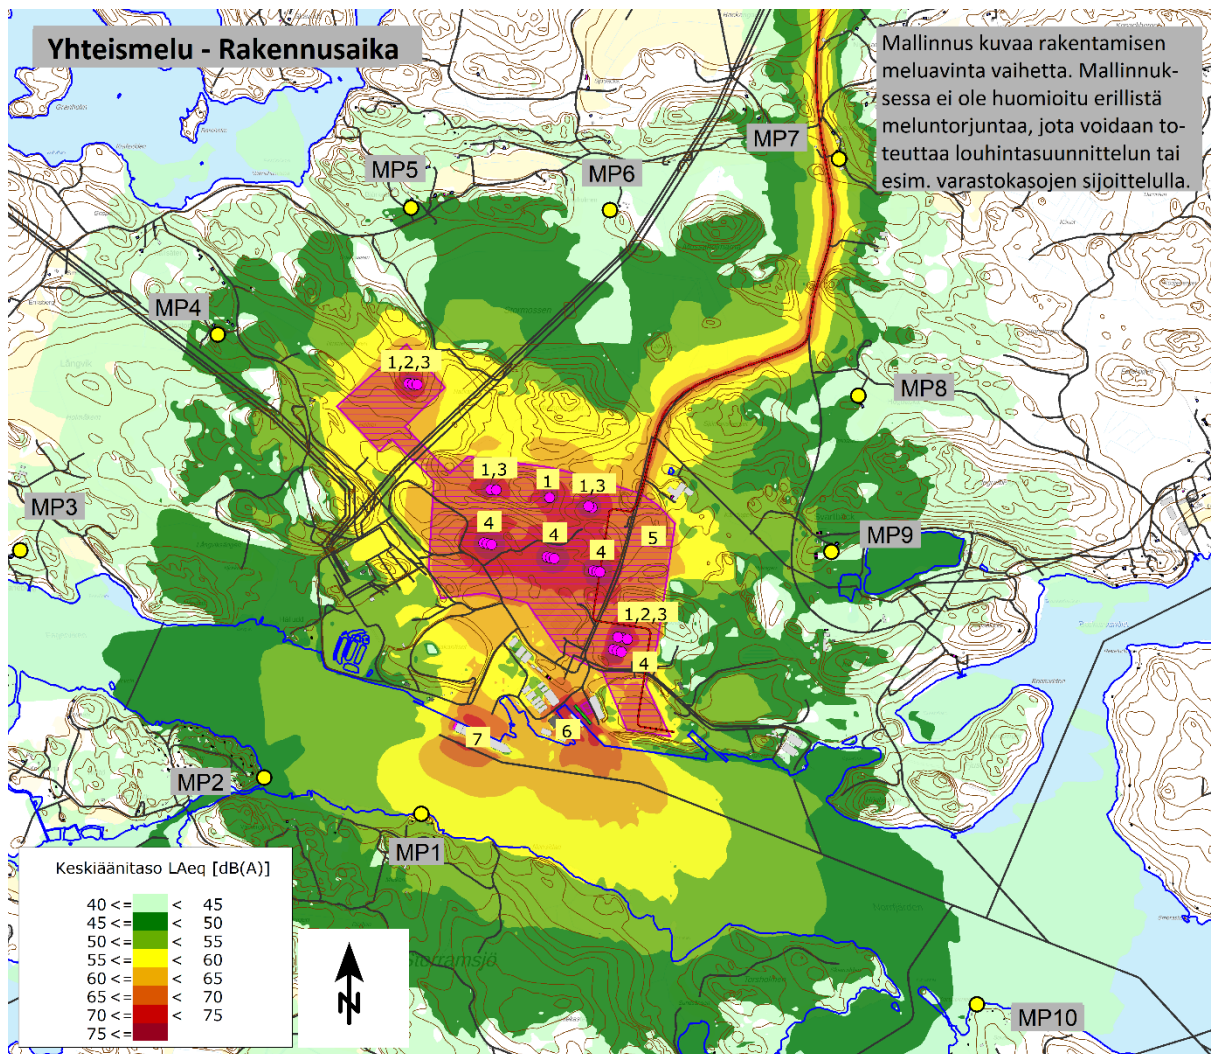 Yhteismelu - Rakennusaika
Mallinnus kuvaa rakentamisen
meluavinta vaihetta. Mallinnuk-
sessa ei ole huomioitu erillistä
meluntorjuntaa, jota voidaan to-
teuttaa louhintasuunnittelun tai
esim. varastokasojen sijoittelulla.
MP7
MP5
MP6
MP4
1,2,3
MP8
1,3
1
1,3
MP3
4
4
4
5
MP9
1,2,3
4
7
6
MP2
MP1
Storramsjö
MP10
Keskiäänitaso LAeq [dB(A)]
40 <= < 45
45 <= < 50
50 <= < 55
55 <= < 60
60 <= < 65
65 <= < 70
70 <= < 75
75 <=
N